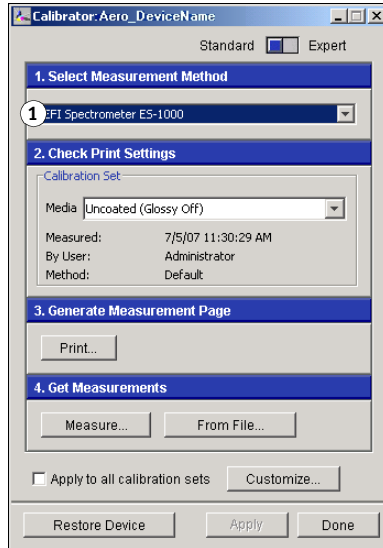 Calibrator:Aero_DeviceName
Standard Expert
1. Select Measurement Method
1 EFI Spectrometer ES-1000
2. Check Print Settings
Calibration Set
Media Uncoated (Glossy Off)
Measured: 7/5/07 11:30:29 AM
By User: Administrator
Method: Default
3. Generate Measurement Page
Print...
4. Get Measurements
Measure... From File...
Apply to all calibration sets Customize...
Restore Device Apply Done